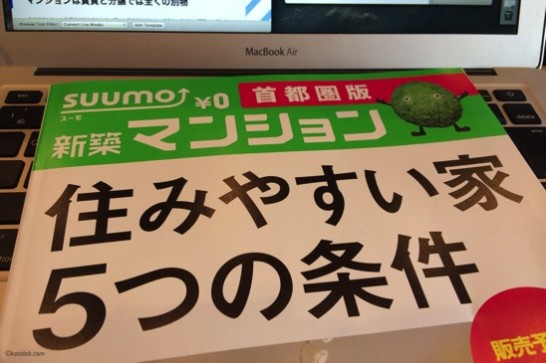 マンションは賃貸と分譲では全くの別物
MacBook Air
SUUMO
スーモ
¥0
首都圏版
新築マンション
住みやすい家
5つの条件
販売予
©katolicb.com